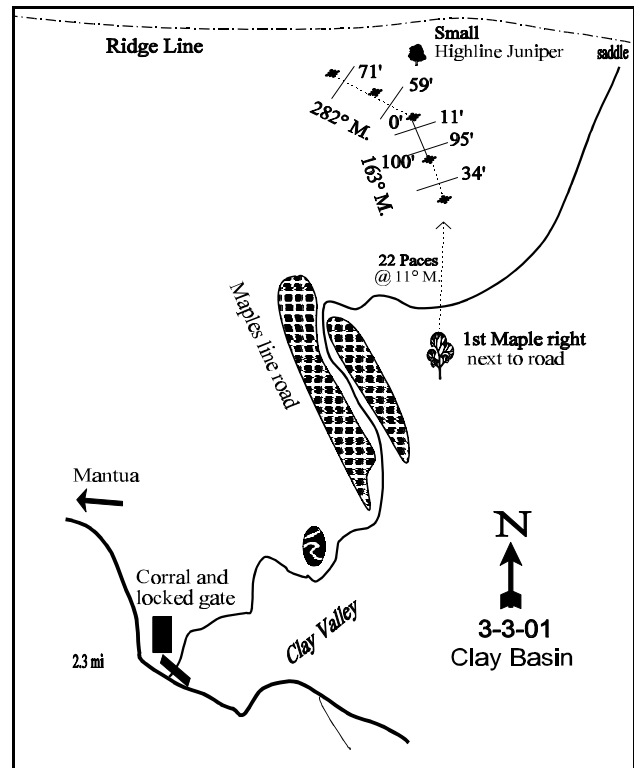 Ridge Line
Small
Highline Juniper
saddle
71'
59'
282° M.
0'
11'
95'
100'
163° M.
34'
22 Paces
@ 11° M.
Maples line road
1st Maple right
next to road
Mantua
N
Corral and
locked gate
3-3-01
Clay Basin
Clay Valley
2.3 mi